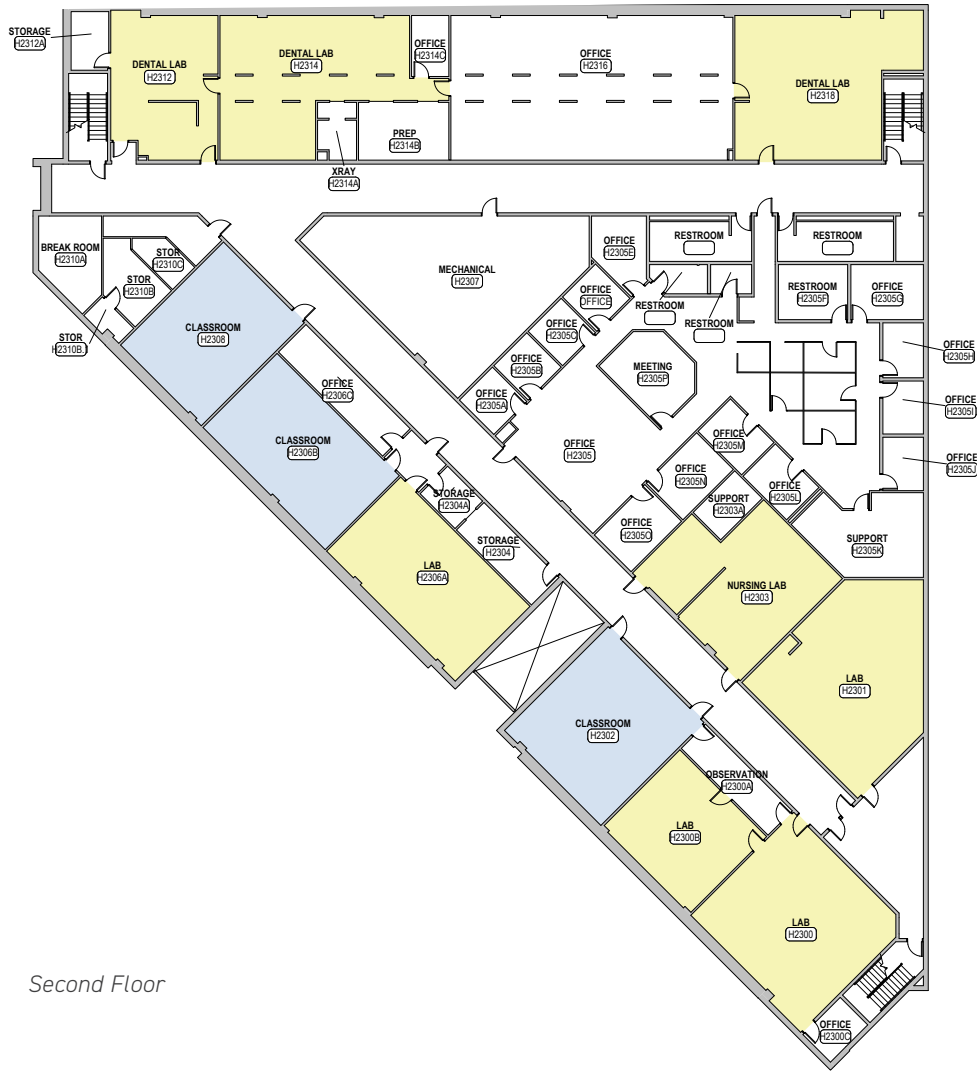 STORAGE
H2312A
DENTAL LAB
H2312
DENTAL LAB
H2314
OFFICE
H2314C
OFFICE
H2316
DENTAL LAB
H2318
PREP
H2314B
XRAY
H2314A
BREAK ROOM
H2310A
STOR
H2310C
STOR
H2310B
STOR
H2310B.
MECHANICAL
H2307
OFFICE
H2305E
RESTROOM
RESTROOM
OFFICE
OFFICE
RESTROOM
RESTROOM
RESTROOM
H2305F
OFFICE
H2305G
CLASSROOM
H2308
OFFICE
H2305C
OFFICE
H2305B
OFFICE
H2305A
MEETING
H2305P
OFFICE
H2305H
OFFICE
H2305I
OFFICE
H2305J
OFFICE
H2306C
CLASSROOM
H2306B
OFFICE
H2305
OFFICE
H2305M
OFFICE
H2305N
OFFICE
H2305L
SUPPORT
H2303A
OFFICE
H2305O
SUPPORT
H2305K
STORAGE
H2304A
STORAGE
H2304
LAB
H2306A
NURSING LAB
H2303
LAB
H2301
CLASSROOM
H2302
OBSERVATION
H2300A
LAB
H2300B
LAB
H2300
OFFICE
H2300C
Second Floor